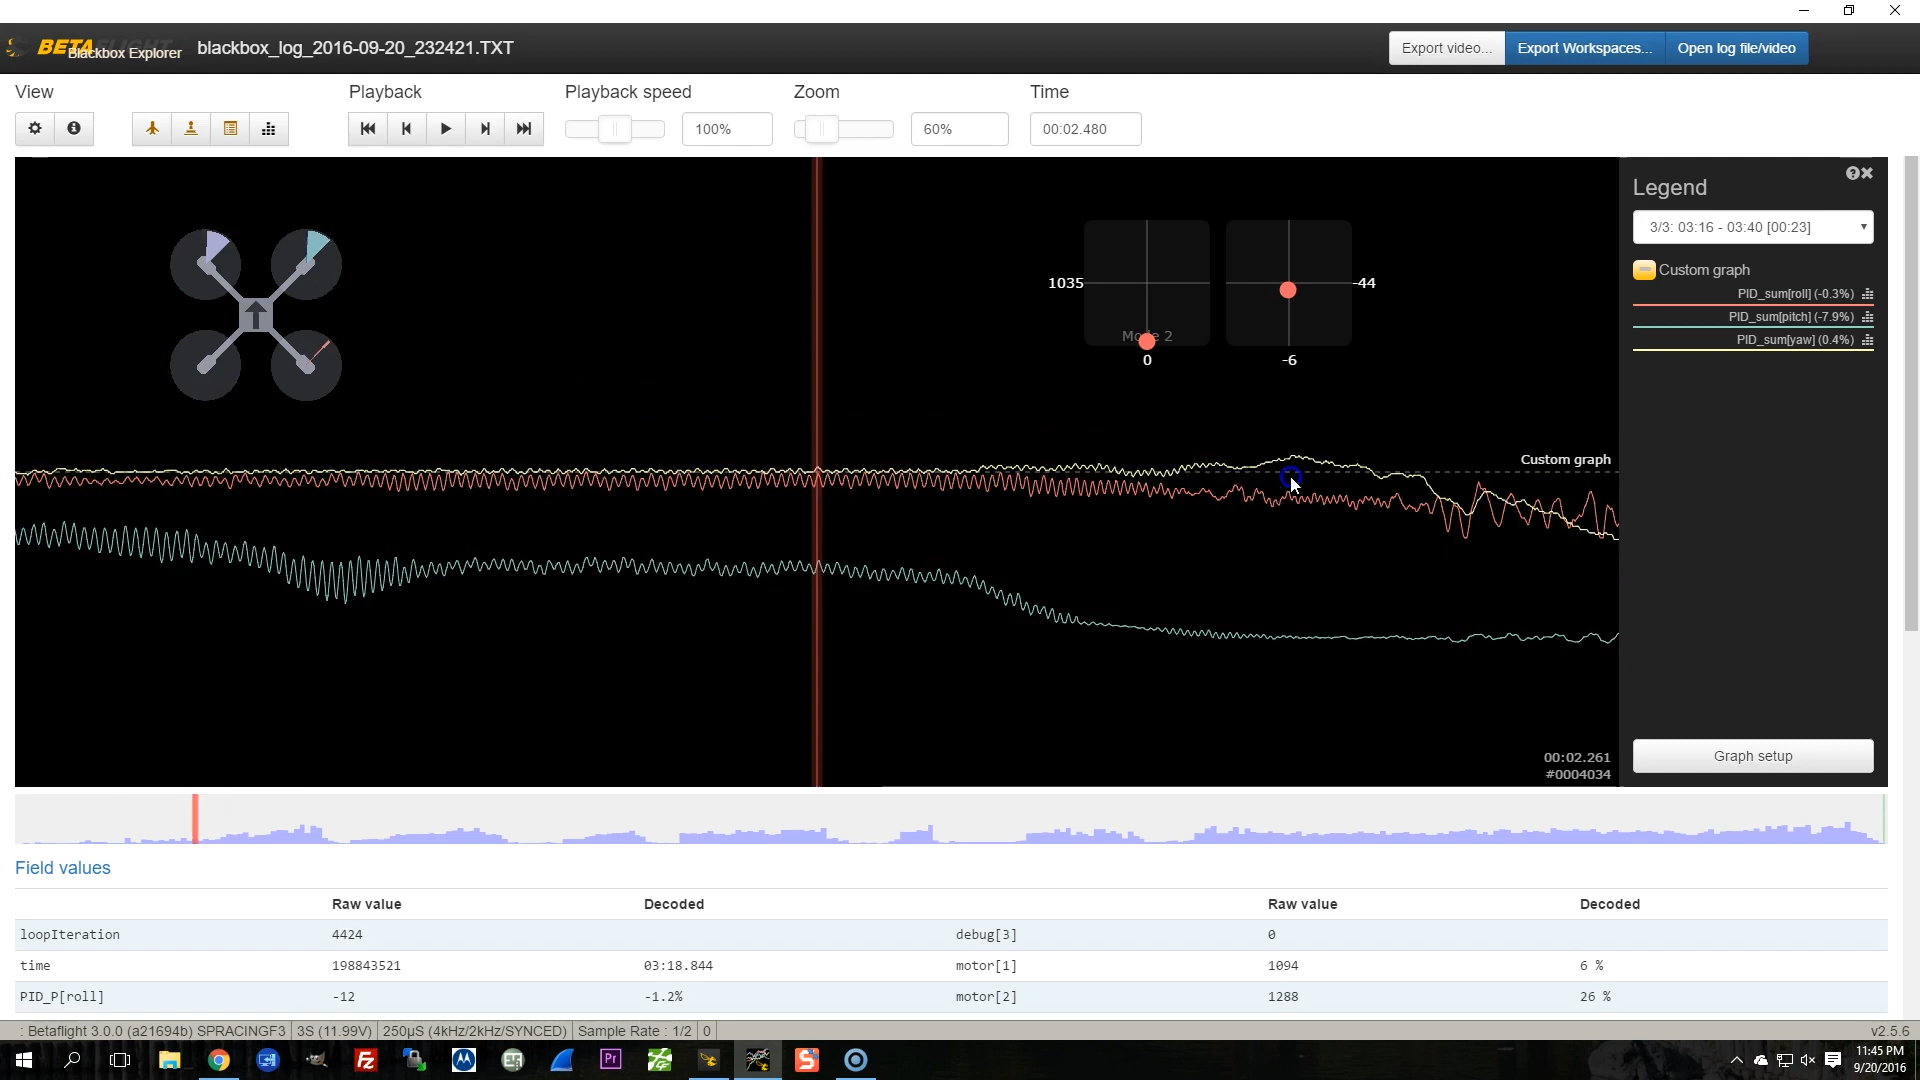 BETAFLIGHT
Blackbox Explorer
blackbox_log_2016-09-20_232421.TXT
Export video...
Export Workspaces...
Open log file/video
View
Playback
Playback speed
Zoom
Time
100%
60%
00:02.480
1035
-44
Mode 2
0
-6
Legend
3/3: 03:16 - 03:40 [00:23]
Custom graph
PID_sum[roll] (-0.3%)
PID_sum[pitch] (-7.9%)
PID_sum[yaw] (0.4%)
Custom graph
00:02.261
#0004034
Graph setup
Field values
Raw value Decoded Raw value Decoded
loopIteration 4424 debug[3] 0
time 198843521 03:18.844 motor[1] 1094 6 %
PID_P[roll] -12 -1.2% motor[2] 1288 26 %
: Betaflight 3.0.0 (a21694b) SPRACINGF3 3S (11.99V) 250µS (4kHz/2kHz/SYNCED) Sample Rate : 1/2 0
v2.5.6
11:45 PM
9/20/2016